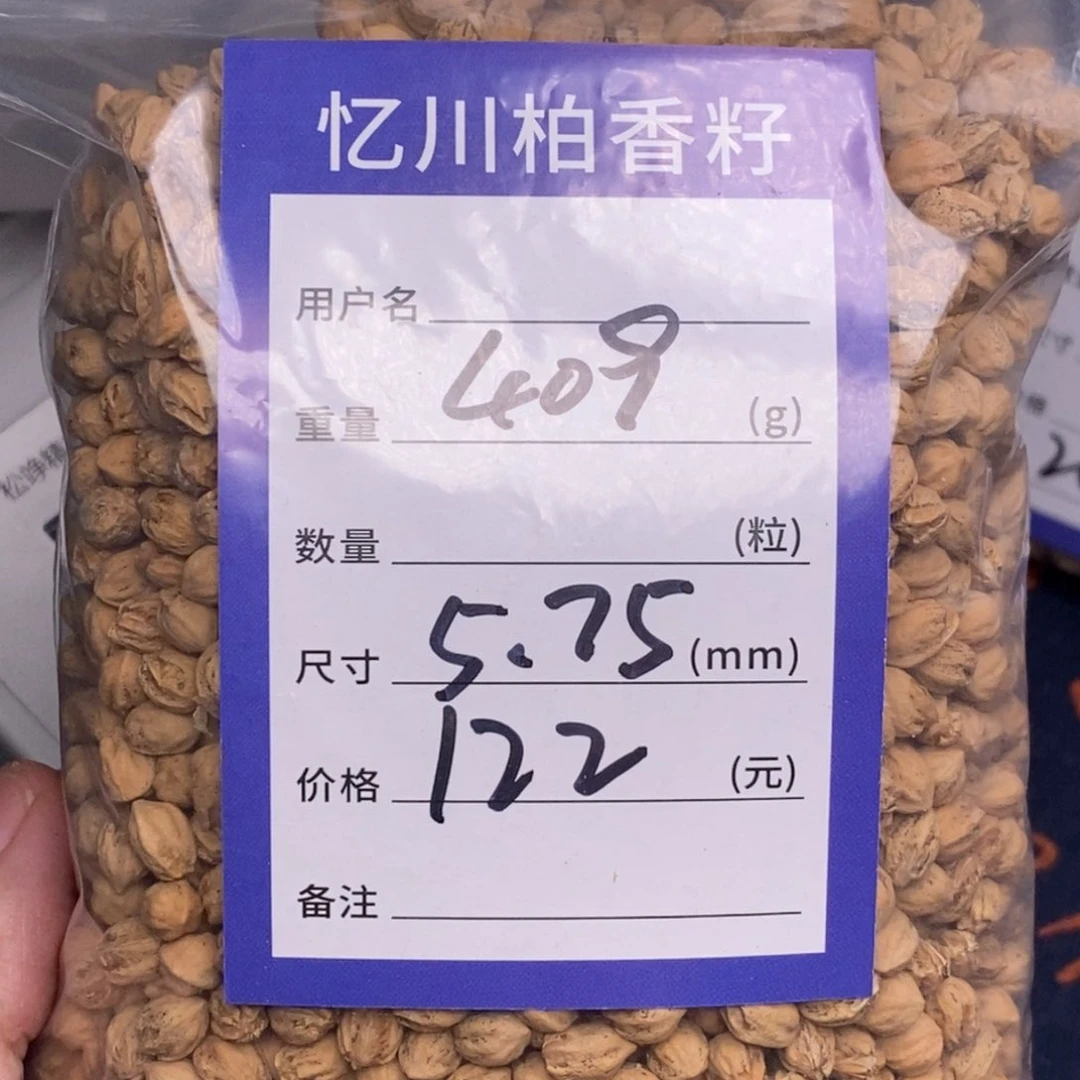 忆川柏香籽
用户名
重量 409 (g)
数量 (粒)
尺寸 5.75 (mm)
价格 122 (元)
备注